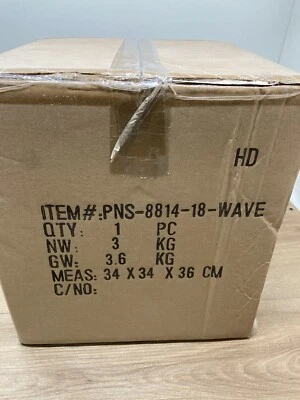 HD
ITEM#:PNS-8814-18-WAVE
QTY: 1 PC
NW: 3 KG
GW: 3.6 KG
MEAS: 34 X 34 X 36 CM
C/NO: